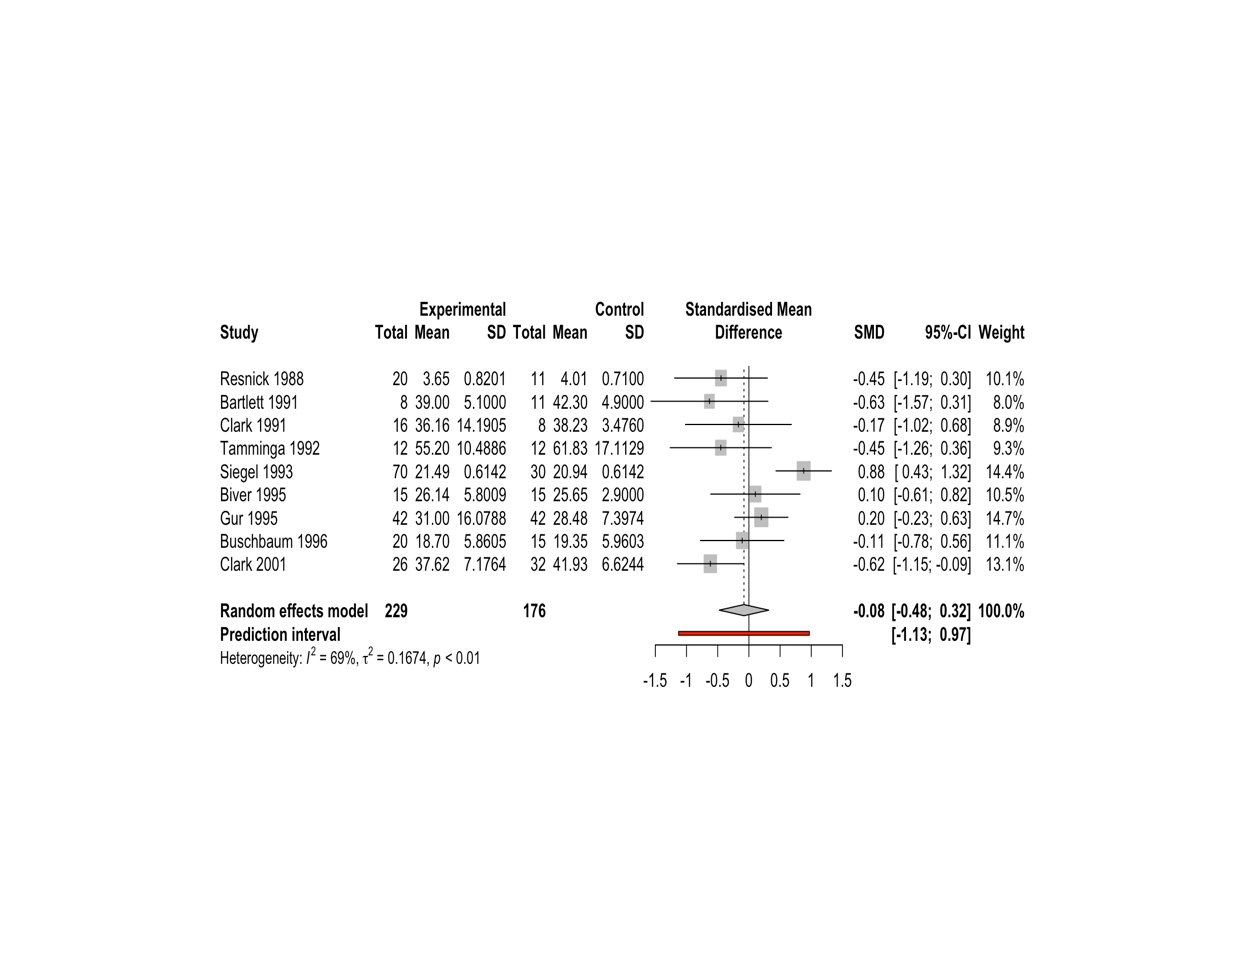 Experimental Control Standardised Mean
Study Total Mean SD Total Mean SD Difference SMD 95%-CI Weight
Resnick 1988 20 3.65 0.8201 11 4.01 0.7100 -0.45 [-1.19; 0.30] 10.1%
Bartlett 1991 8 39.00 5.1000 11 42.30 4.9000 -0.63 [-1.57; 0.31] 8.0%
Clark 1991 16 36.16 14.1905 8 38.23 3.4760 -0.17 [-1.02; 0.68] 8.9%
Tamminga 1992 12 55.20 10.4886 12 61.83 17.1129 -0.45 [-1.26; 0.36] 9.3%
Siegel 1993 70 21.49 0.6142 30 20.94 0.6142 0.88 [ 0.43; 1.32] 14.4%
Biver 1995 15 26.14 5.8009 15 25.65 2.9000 0.10 [-0.61; 0.82] 10.5%
Gur 1995 42 31.00 16.0788 42 28.48 7.3974 0.20 [-0.23; 0.63] 14.7%
Buschbaum 1996 20 18.70 5.8605 15 19.35 5.9603 -0.11 [-0.78; 0.56] 11.1%
Clark 2001 26 37.62 7.1764 32 41.93 6.6244 -0.62 [-1.15; -0.09] 13.1%
Random effects model 229 176 -0.08 [-0.48; 0.32] 100.0%
Prediction interval [-1.13; 0.97]
Heterogeneity: I² = 69%, τ² = 0.1674, p < 0.01
-1.5 -1 -0.5 0 0.5 1 1.5